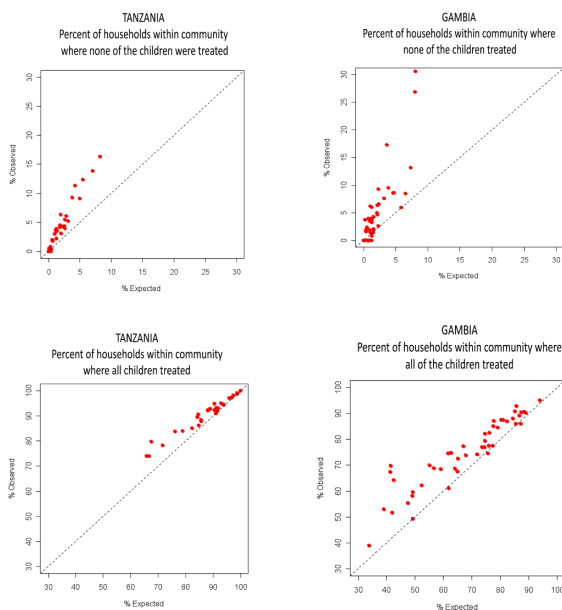 TANZANIA
Percent of households within community
where none of the children were treated
30
25
20
15
10
5
0
% Observed
0 5 10 15 20 25 30
% Expected
GAMBIA
Percent of households within community where
none of the children treated
30
25
20
15
10
5
0
% Observed
0 5 10 15 20 25 30
% Expected
TANZANIA
Percent of households within community
where all children treated
100
90
80
70
60
50
40
30
% Observed
30 40 50 60 70 80 90 100
% Expected
GAMBIA
Percent of households within community where
all of the children treated
100
90
80
70
60
50
40
30
% Observed
30 40 50 60 70 80 90 100
% Expected